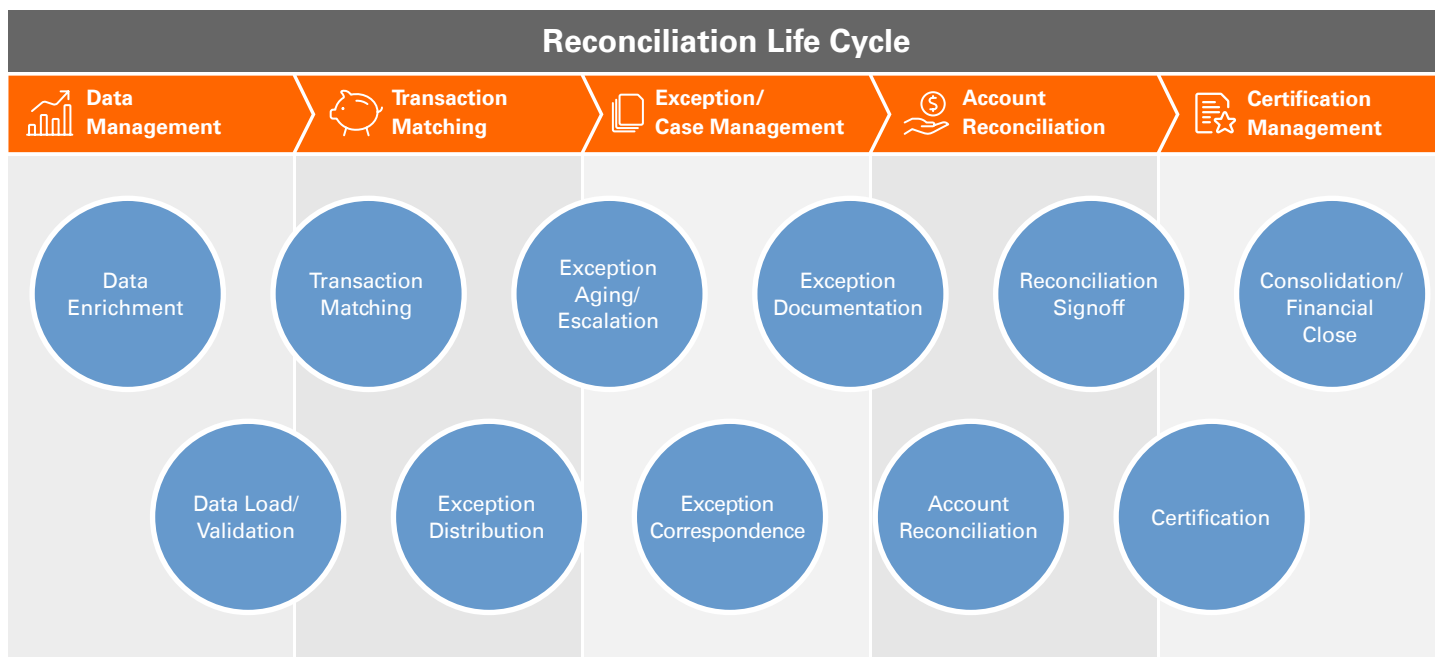 Reconciliation Life Cycle
Data
Management
Transaction
Matching
Exception/
Case Management
Account
Reconciliation
Certification
Management
Data
Enrichment
Transaction
Matching
Exception
Aging/
Escalation
Exception
Documentation
Reconciliation
Signoff
Consolidation/
Financial
Close
Data Load/
Validation
Exception
Distribution
Exception
Correspondence
Account
Reconciliation
Certification